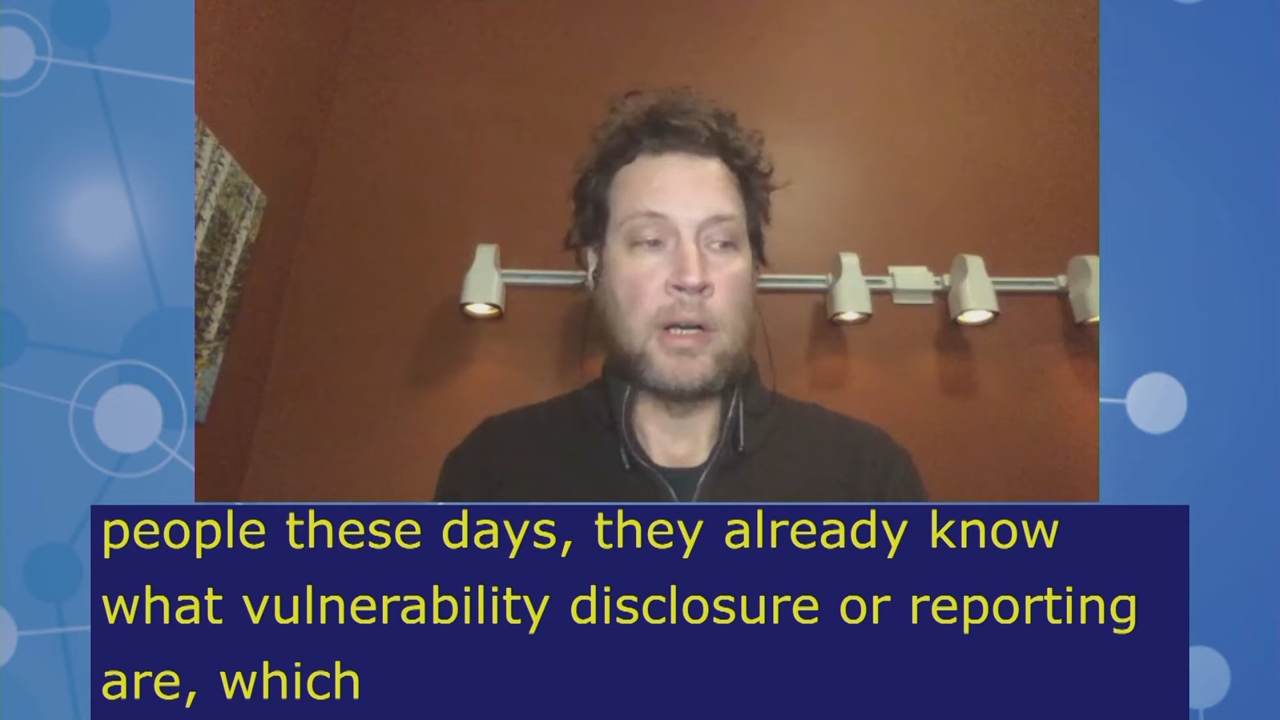 people these days, they already know
what vulnerability disclosure or reporting
are, which